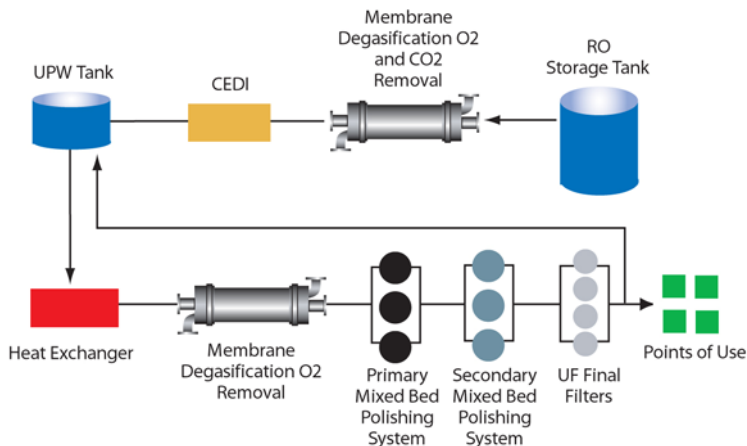 Membrane
Degasification O2
and CO2
Removal
RO
Storage Tank
UPW Tank
CEDI
Heat Exchanger
Membrane
Degasification O2
Removal
Primary
Mixed Bed
Polishing
System
Secondary
Mixed Bed
Polishing
System
UF Final
Filters
Points of Use